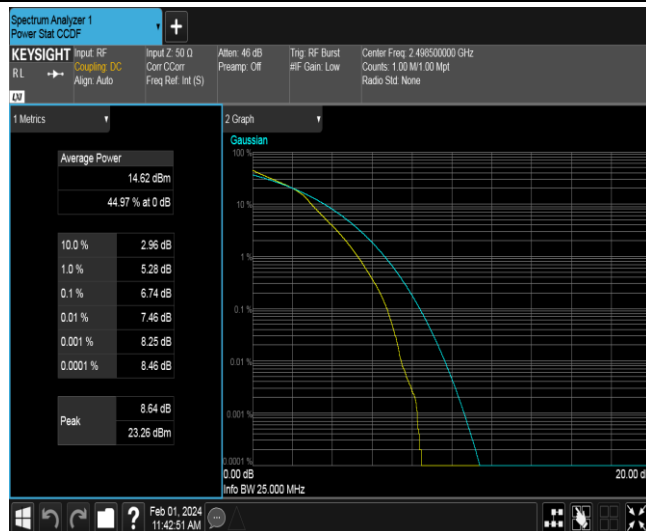 Spectrum Analyzer 1
Power Stat CCDF
+
KEYSIGHT
RL
LXI
Input: RF
Coupling: DC
Align: Auto
Input Z: 50 Ω
Corr CCorr
Freq Ref: Int (S)
Atten: 46 dB
Preamp: Off
Trig: RF Burst
#IF Gain: Low
Center Freq: 2.498500000 GHz
Counts: 1.00 M/1.00 Mpt
Radio Std: None
1 Metrics
Average Power
14.62 dBm
44.97 % at 0 dB
10.0 % 2.96 dB
1.0 % 5.28 dB
0.1 % 6.74 dB
0.01 % 7.46 dB
0.001 % 8.25 dB
0.0001 % 8.46 dB
Peak
8.64 dB
23.26 dBm
2 Graph
Gaussian
100 %
10 %
1 %
0.1 %
0.01 %
0.001 %
0.0001 %
0.00 dB
20.00 d
Info BW 25.000 MHz
?
Feb 01, 2024
11:42:51 AM